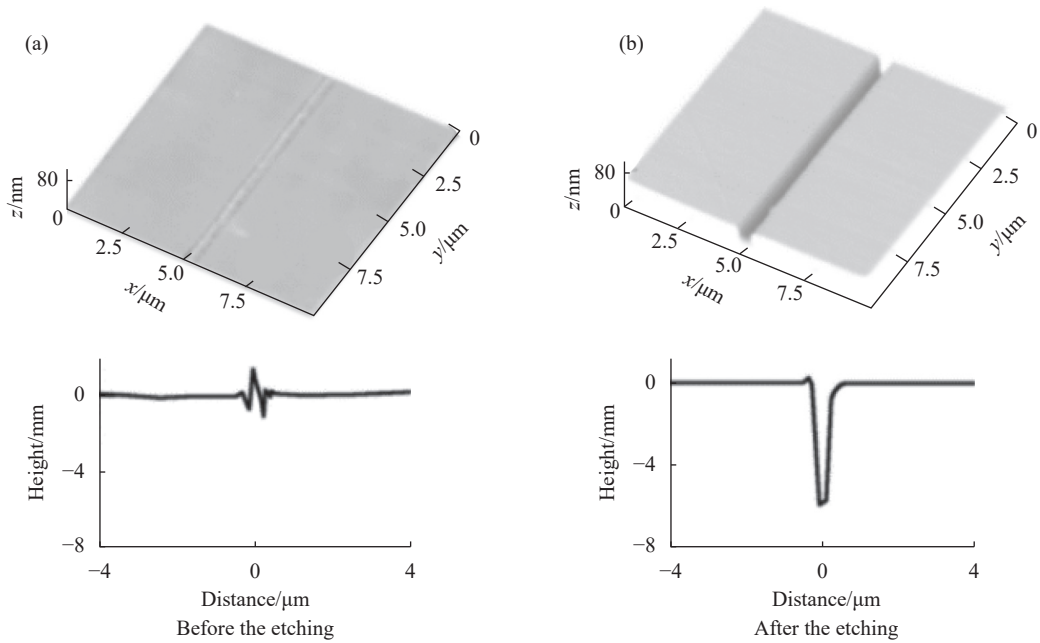 (a)
80
z/nm
0
2.5
5.0
7.5
x/μm
0
2.5
5.0
7.5
y/μm
0
−4
−8
Height/mm
−4
0
4
Distance/μm
Before the etching
(b)
80
z/nm
0
2.5
5.0
7.5
x/μm
0
2.5
5.0
7.5
y/μm
0
−4
−8
Height/mm
−4
0
4
Distance/μm
After the etching